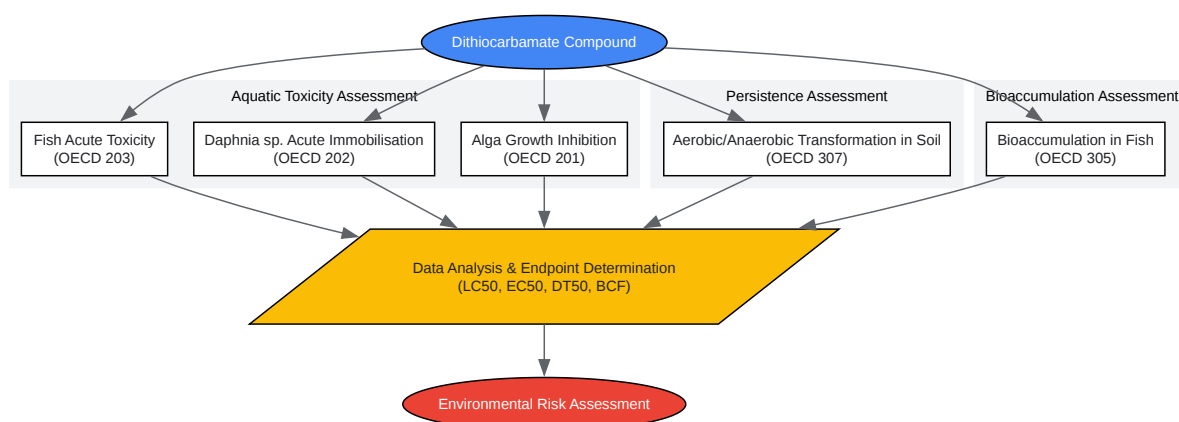 Dithiocarbamate Compound
Aquatic Toxicity Assessment
Persistence Assessment
Bioaccumulation Assessment
Fish Acute Toxicity
(OECD 203)
Daphnia sp. Acute Immobilisation
(OECD 202)
Alga Growth Inhibition
(OECD 201)
Aerobic/Anaerobic Transformation in Soil
(OECD 307)
Bioaccumulation in Fish
(OECD 305)
Data Analysis & Endpoint Determination
(LC50, EC50, DT50, BCF)
Environmental Risk Assessment